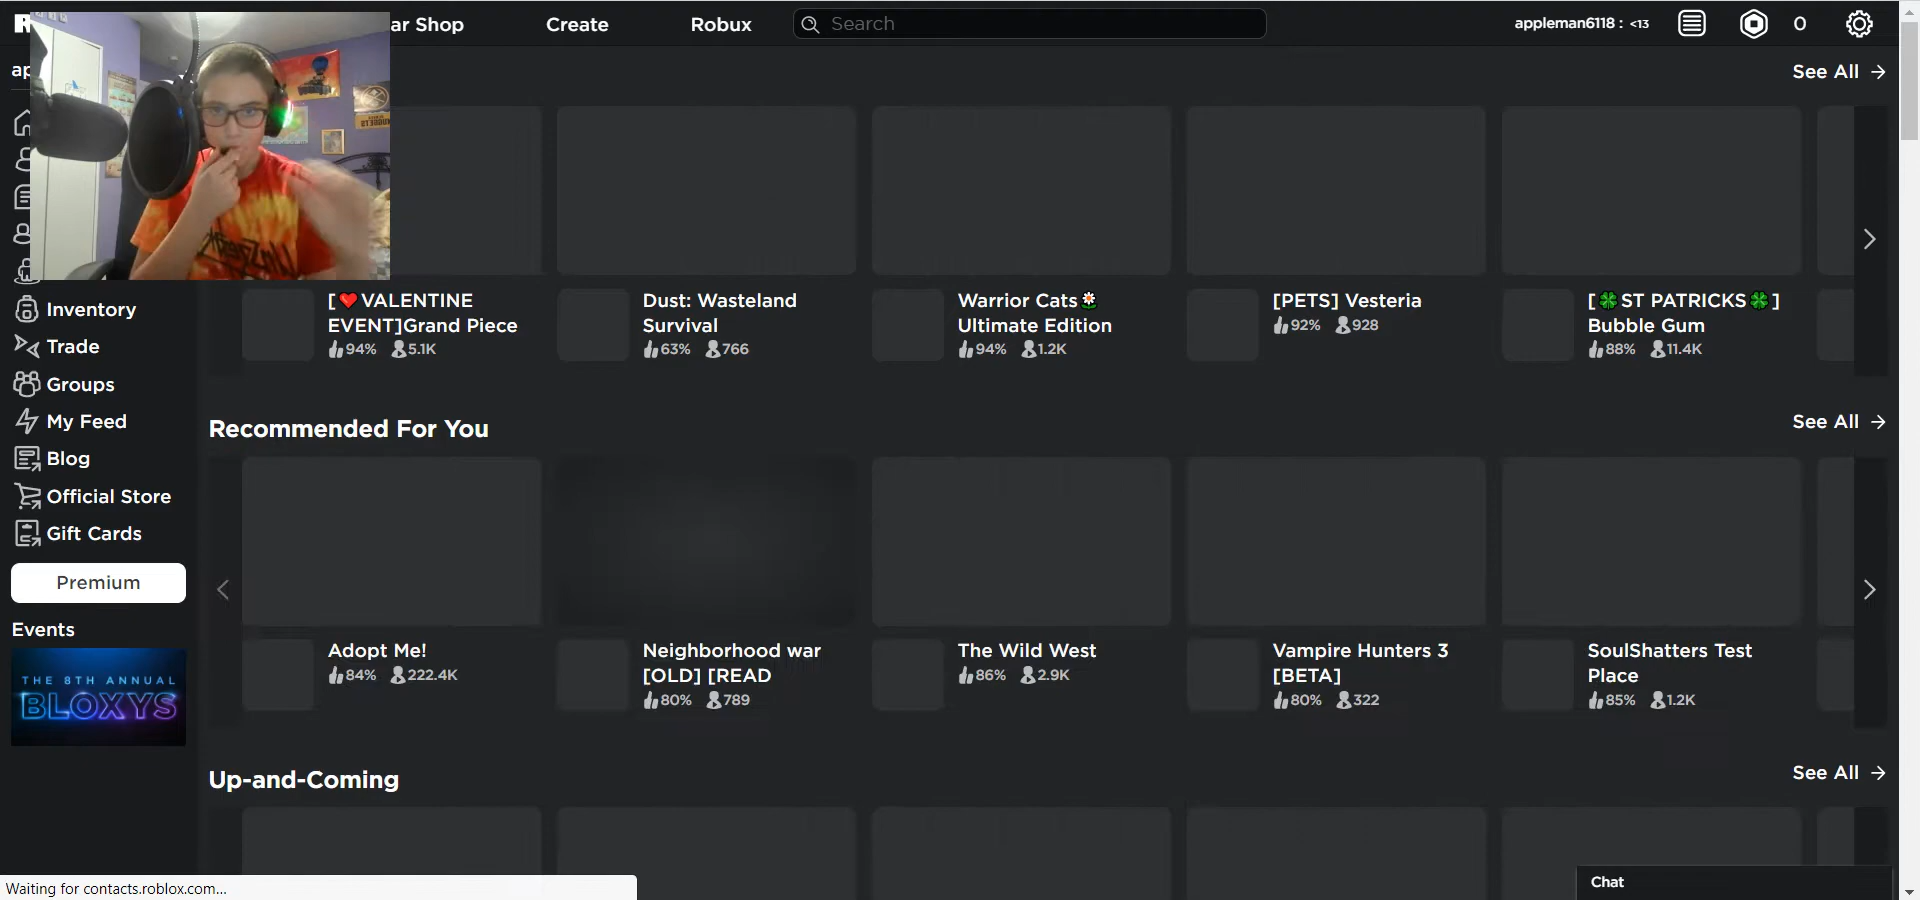 ar Shop
Create
Robux
Search
appleman6118 : <13
0
ap
See All
Inventory
Trade
Groups
My Feed
Blog
Official Store
Gift Cards
Premium
Events
THE 8TH ANNUAL
BLOXYS
[❤️VALENTINE
EVENT]Grand Piece
94% 5.1K
Dust: Wasteland
Survival
63% 766
Warrior Cats🌼
Ultimate Edition
94% 1.2K
[PETS] Vesteria
92% 928
[🍀ST PATRICKS🍀]
Bubble Gum
88% 11.4K
Recommended For You
See All
Adopt Me!
84% 222.4K
Neighborhood war
[OLD] [READ
80% 789
The Wild West
86% 2.9K
Vampire Hunters 3
[BETA]
80% 322
SoulShatters Test
Place
85% 1.2K
Up-and-Coming
See All
Waiting for contacts.roblox.com...
Chat